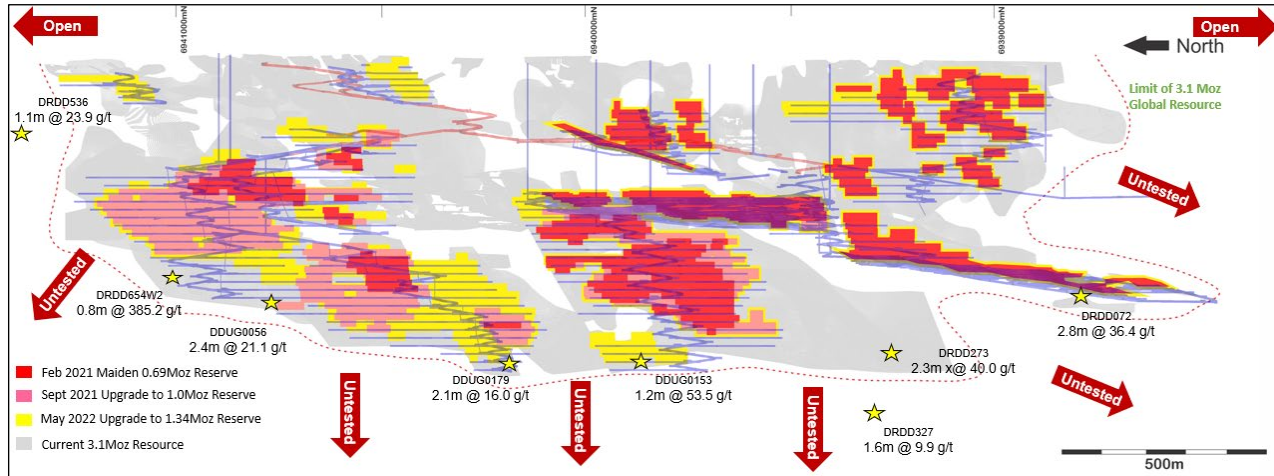 Open
6941000mN
6940000mN
6939000mN
Open
North
Limit of 3.1 Moz
Global Resource
DRDD536
1.1m @ 23.9 g/t
Untested
Untested
DRDD654W2
0.8m @ 385.2 g/t
DDUG0056
2.4m @ 21.1 g/t
DRDD072
2.8m @ 36.4 g/t
DRDD273
2.3m x@ 40.0 g/t
DDUG0179
2.1m @ 16.0 g/t
DDUG0153
1.2m @ 53.5 g/t
Untested
Untested
Untested
Untested
DRDD327
1.6m @ 9.9 g/t
Feb 2021 Maiden 0.69Moz Reserve
Sept 2021 Upgrade to 1.0Moz Reserve
May 2022 Upgrade to 1.34Moz Reserve
Current 3.1Moz Resource
500m